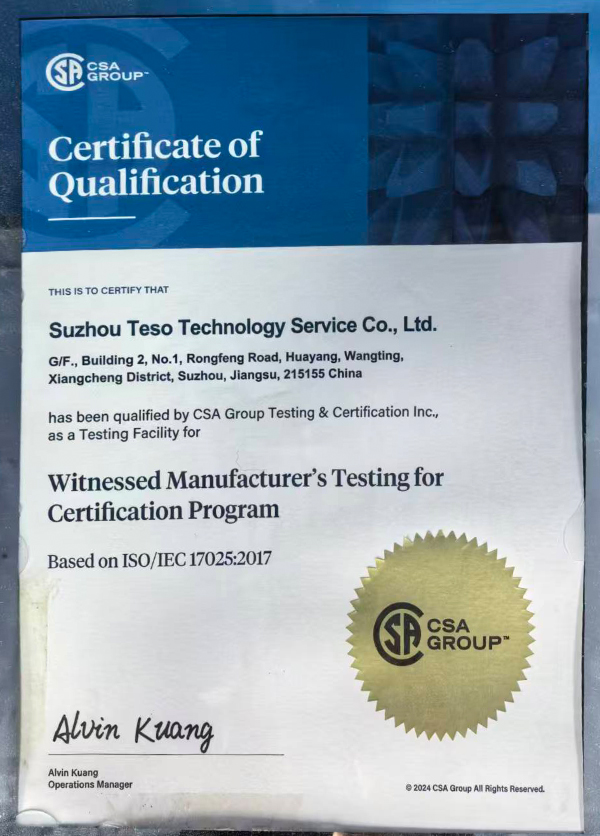 CSA
GROUP™
Certificate of
Qualification
THIS IS TO CERTIFY THAT
Suzhou Teso Technology Service Co., Ltd.
G/F., Building 2, No.1, Rongfeng Road, Huayang, Wangting,
Xiangcheng District, Suzhou, Jiangsu, 215155 China
has been qualified by CSA Group Testing & Certification Inc.,
as a Testing Facility for
Witnessed Manufacturer's Testing for
Certification Program
Based on ISO/IEC 17025:2017
CSA
GROUP™
Alvin Kuang
Alvin Kuang
Operations Manager
© 2024 CSA Group All Rights Reserved.